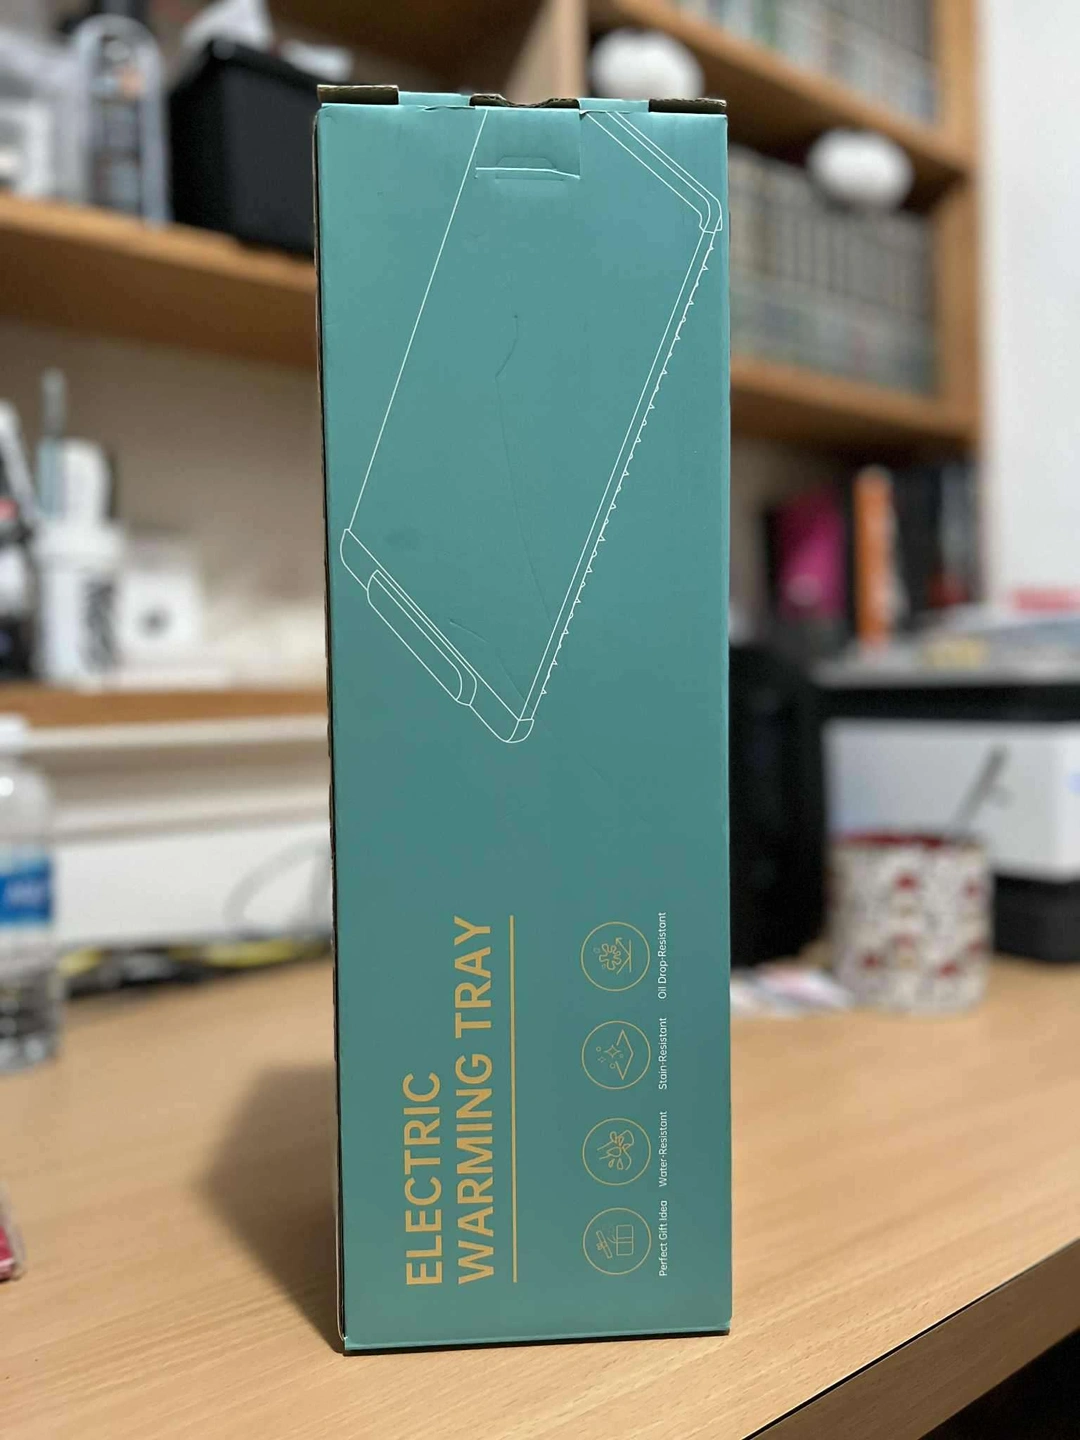 ELECTRIC
WARMING TRAY
Perfect Gift Idea
Water-Resistant
Stain-Resistant
Oil Drop-Resistant